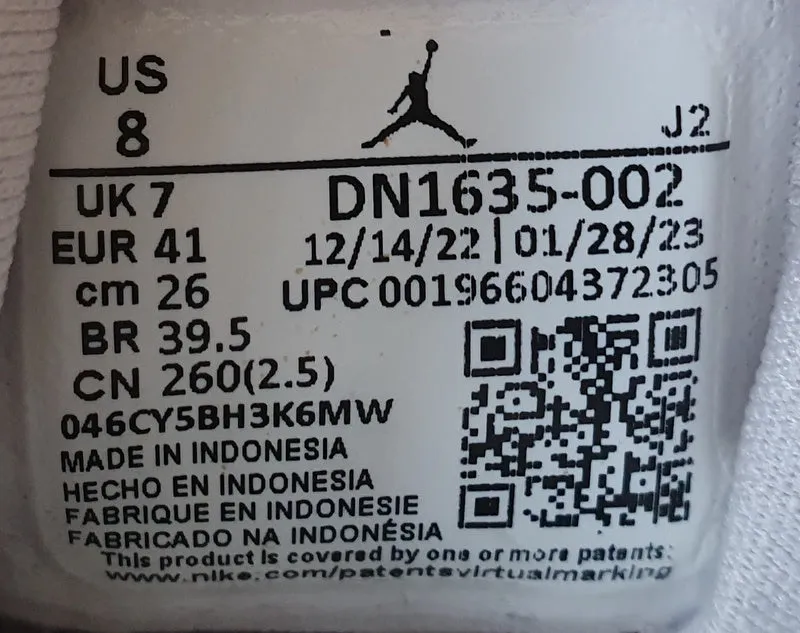 US
8
J2
UK 7 DN1635-002
EUR 41 12/14/22 | 01/28/23
cm 26 UPC 00196604372305
BR 39.5
CN 260(2.5)
046CY5BH3K6MW
MADE IN INDONESIA
HECHO EN INDONESIA
FABRIQUE EN INDONESIE
FABRICADO NA INDONÉSIA
This product is covered by one or more patents:
www.nike.com/patentsvirtualmarking